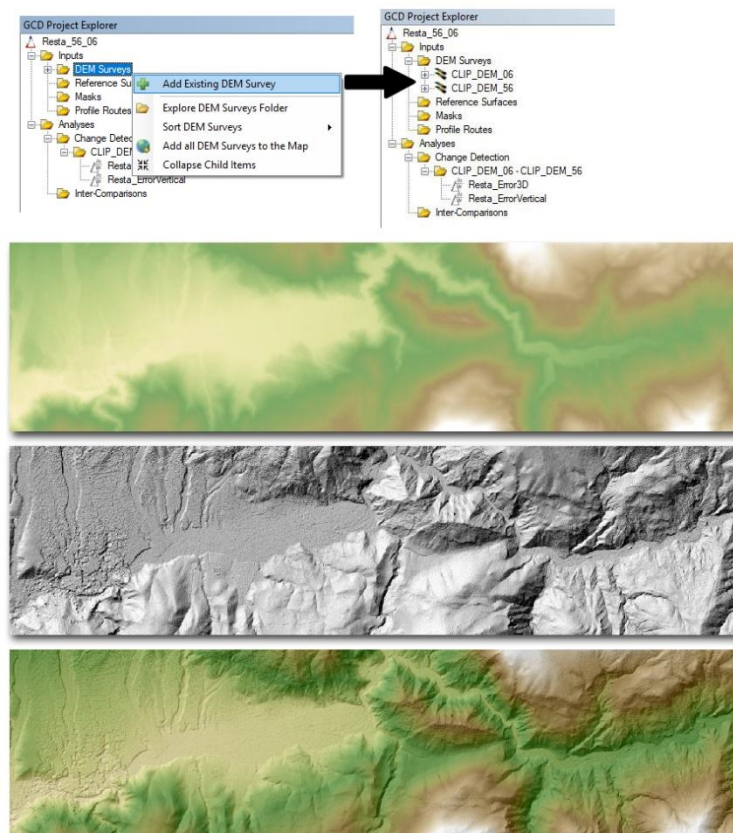 GCD Project Explorer
Resta_56_06
Inputs
DEM Surveys
Reference Su
Masks
Profile Routes
Analyses
Change Detec
CLIP_DEM
Resta
Resta_ErrorVertical
Inter-Comparisons
Add Existing DEM Survey
Explore DEM Surveys Folder
Sort DEM Surveys
Add all DEM Surveys to the Map
Collapse Child Items
GCD Project Explorer
Resta_56_06
Inputs
DEM Surveys
CLIP_DEM_06
CLIP_DEM_56
Reference Surfaces
Masks
Profile Routes
Analyses
Change Detection
CLIP_DEM_06 - CLIP_DEM_56
Resta_Error3D
Resta_ErrorVertical
Inter-Comparisons